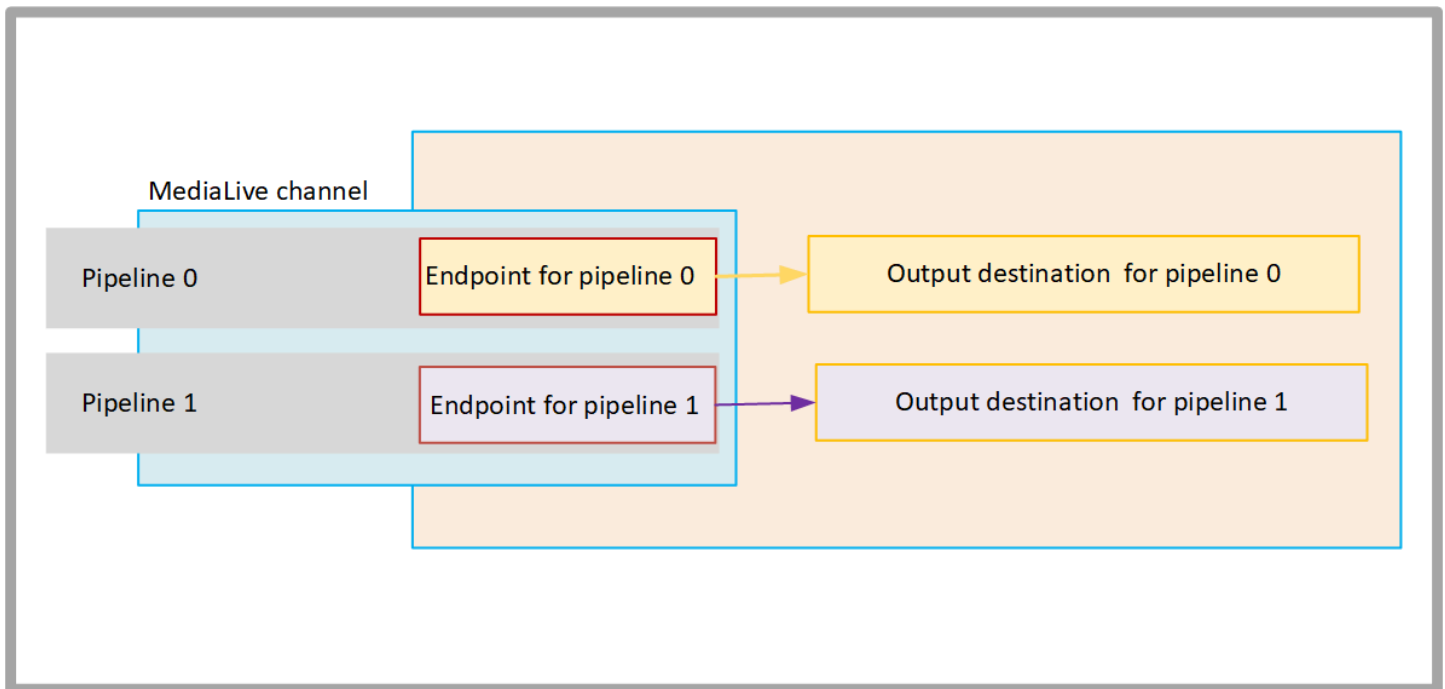 MediaLive channel
Pipeline 0
Endpoint for pipeline 0
Output destination  for pipeline 0
Pipeline 1
Endpoint for pipeline 1
Output destination  for pipeline 1